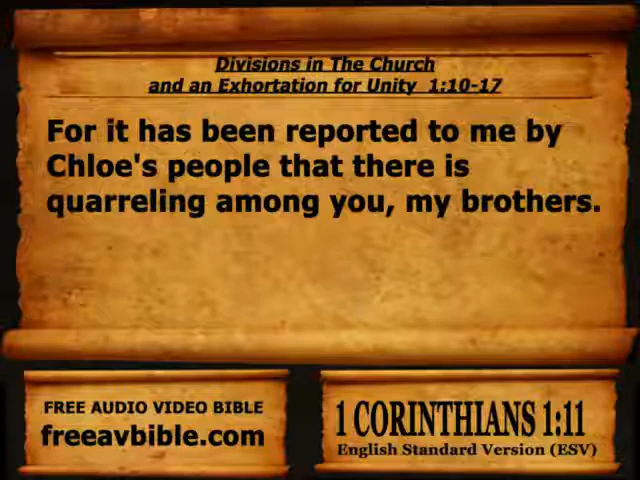 Divisions in The Church
and an Exhortation for Unity 1:10-17
For it has been reported to me by
Chloe's people that there is
quarreling among you, my brothers.
FREE AUDIO VIDEO BIBLE
freeavbible.com
1 CORINTHIANS 1:11
English Standard Version (ESV)